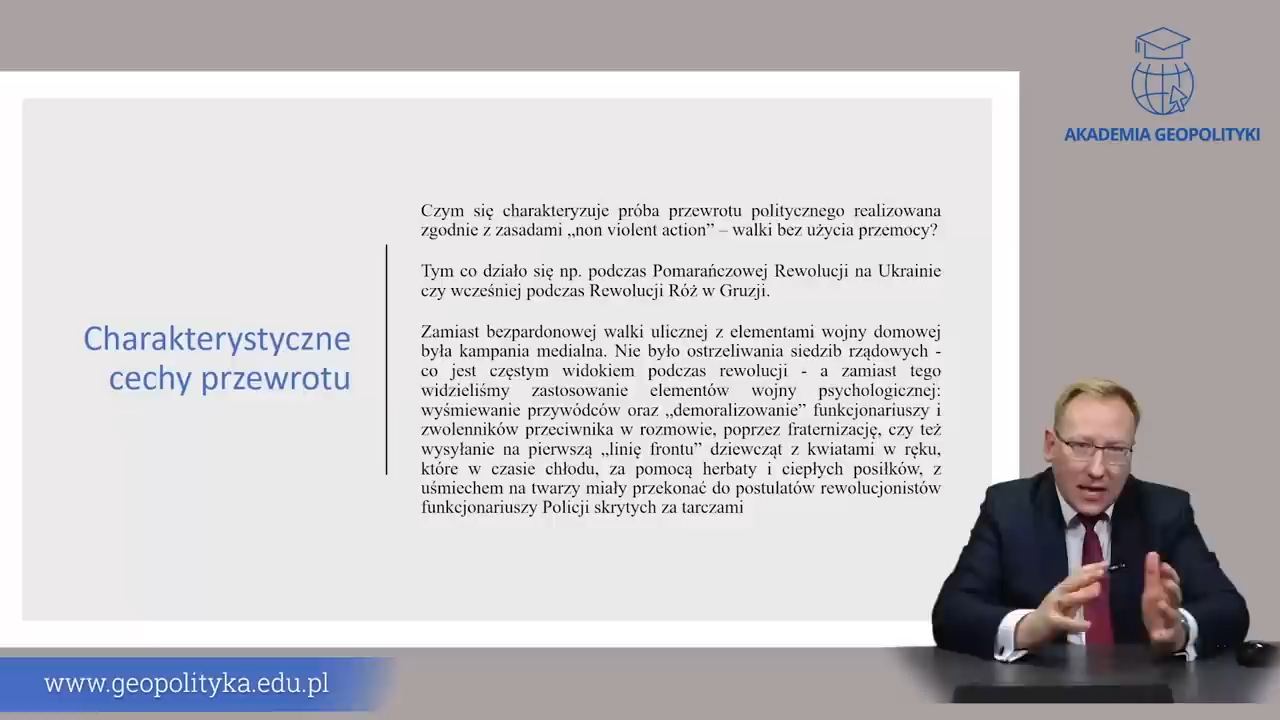 AKADEMIA GEOPOLITYKI
Charakterystyczne
cechy przewrotu
Czym się charakteryzuje próba przewrotu politycznego realizowana
zgodnie z zasadami „non violent action” – walki bez użycia przemocy?
Tym co działo się np. podczas Pomarańczowej Rewolucji na Ukrainie
czy wcześniej podczas Rewolucji Róż w Gruzji.
Zamiast bezpardonowej walki ulicznej z elementami wojny domowej
była kampania medialna. Nie było ostrzeliwania siedzib rządowych -
co jest częstym widokiem podczas rewolucji - a zamiast tego
widzieliśmy zastosowanie elementów wojny psychologicznej:
wyśmiewanie przywódców oraz „demoralizowanie” funkcjonariuszy i
zwolenników przeciwnika w rozmowie, poprzez fraternizację, czy też
wysyłanie na pierwszą „linię frontu” dziewcząt z kwiatami w ręku,
które w czasie chłodu, za pomocą herbaty i ciepłych posiłków, z
uśmiechem na twarzy miały przekonać do postulatów rewolucjonistów
funkcjonariuszy Policji skrytych za tarczami
www.geopolityka.edu.pl